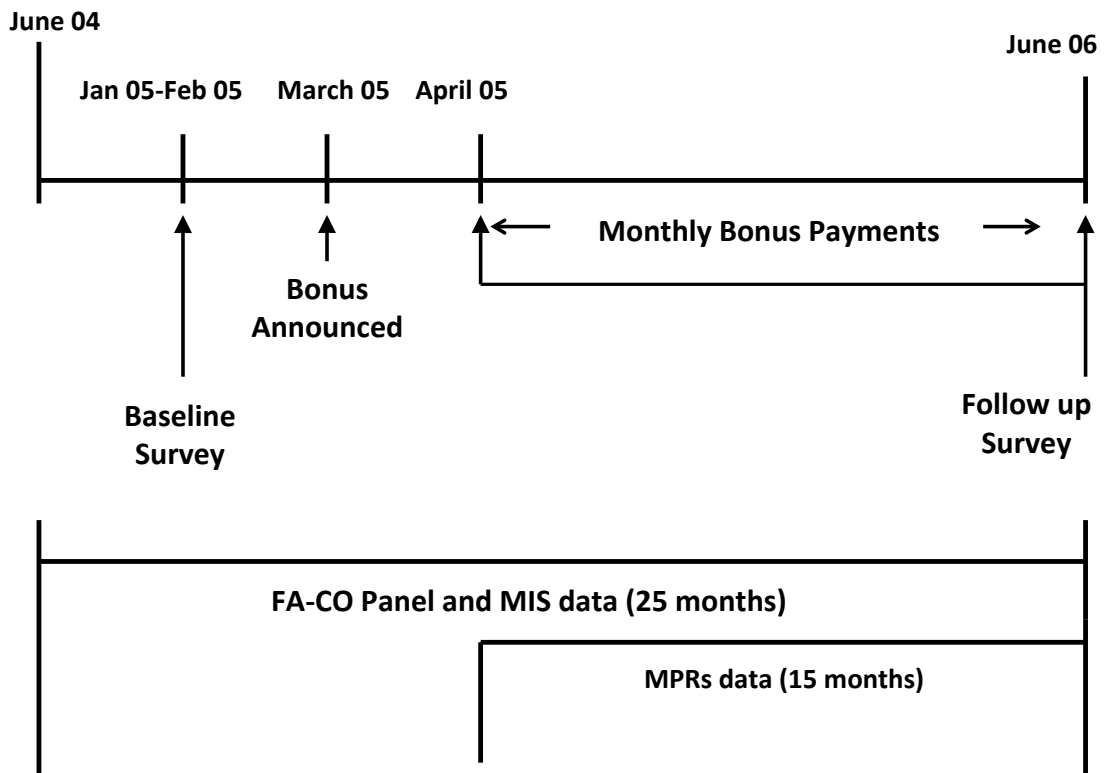 June 04
June 06
Jan 05-Feb 05 March 05 April 05
Monthly Bonus Payments
Bonus
Announced
Baseline
Survey
Follow up
Survey
FA-CO Panel and MIS data (25 months)
MPRs data (15 months)